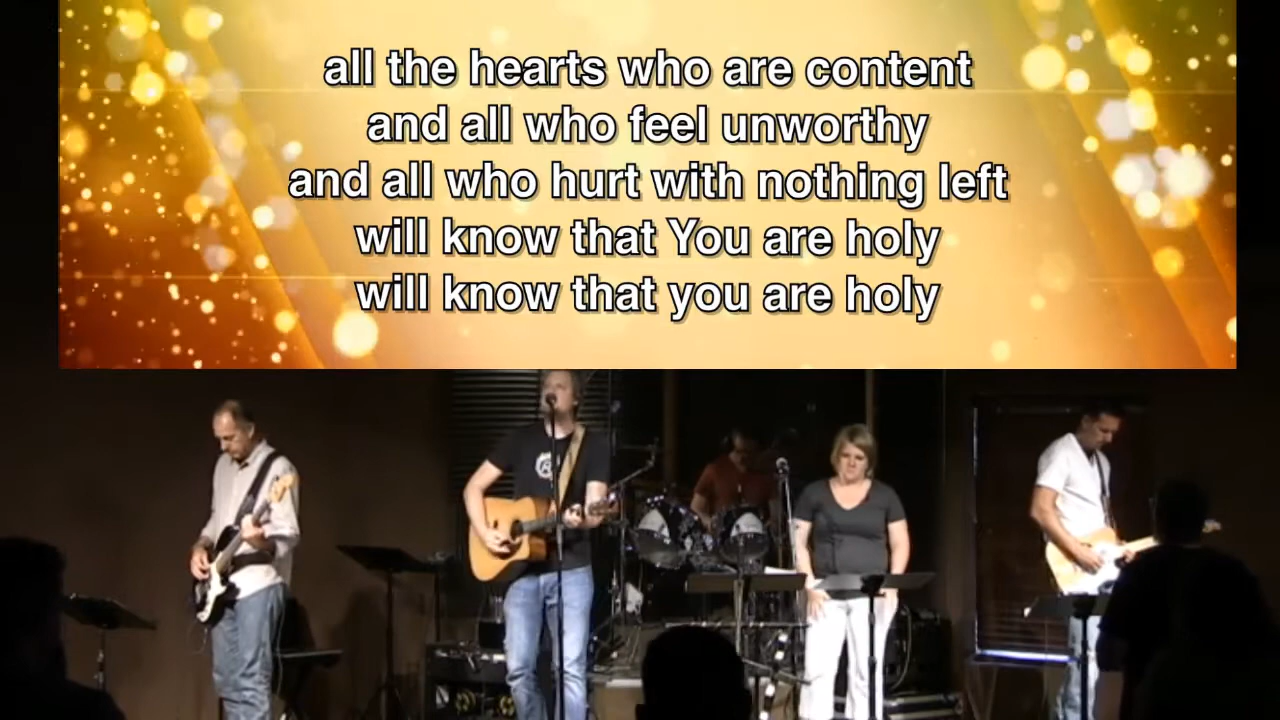 all the hearts who are content
and all who feel unworthy
and all who hurt with nothing left
will know that You are holy
will know that you are holy